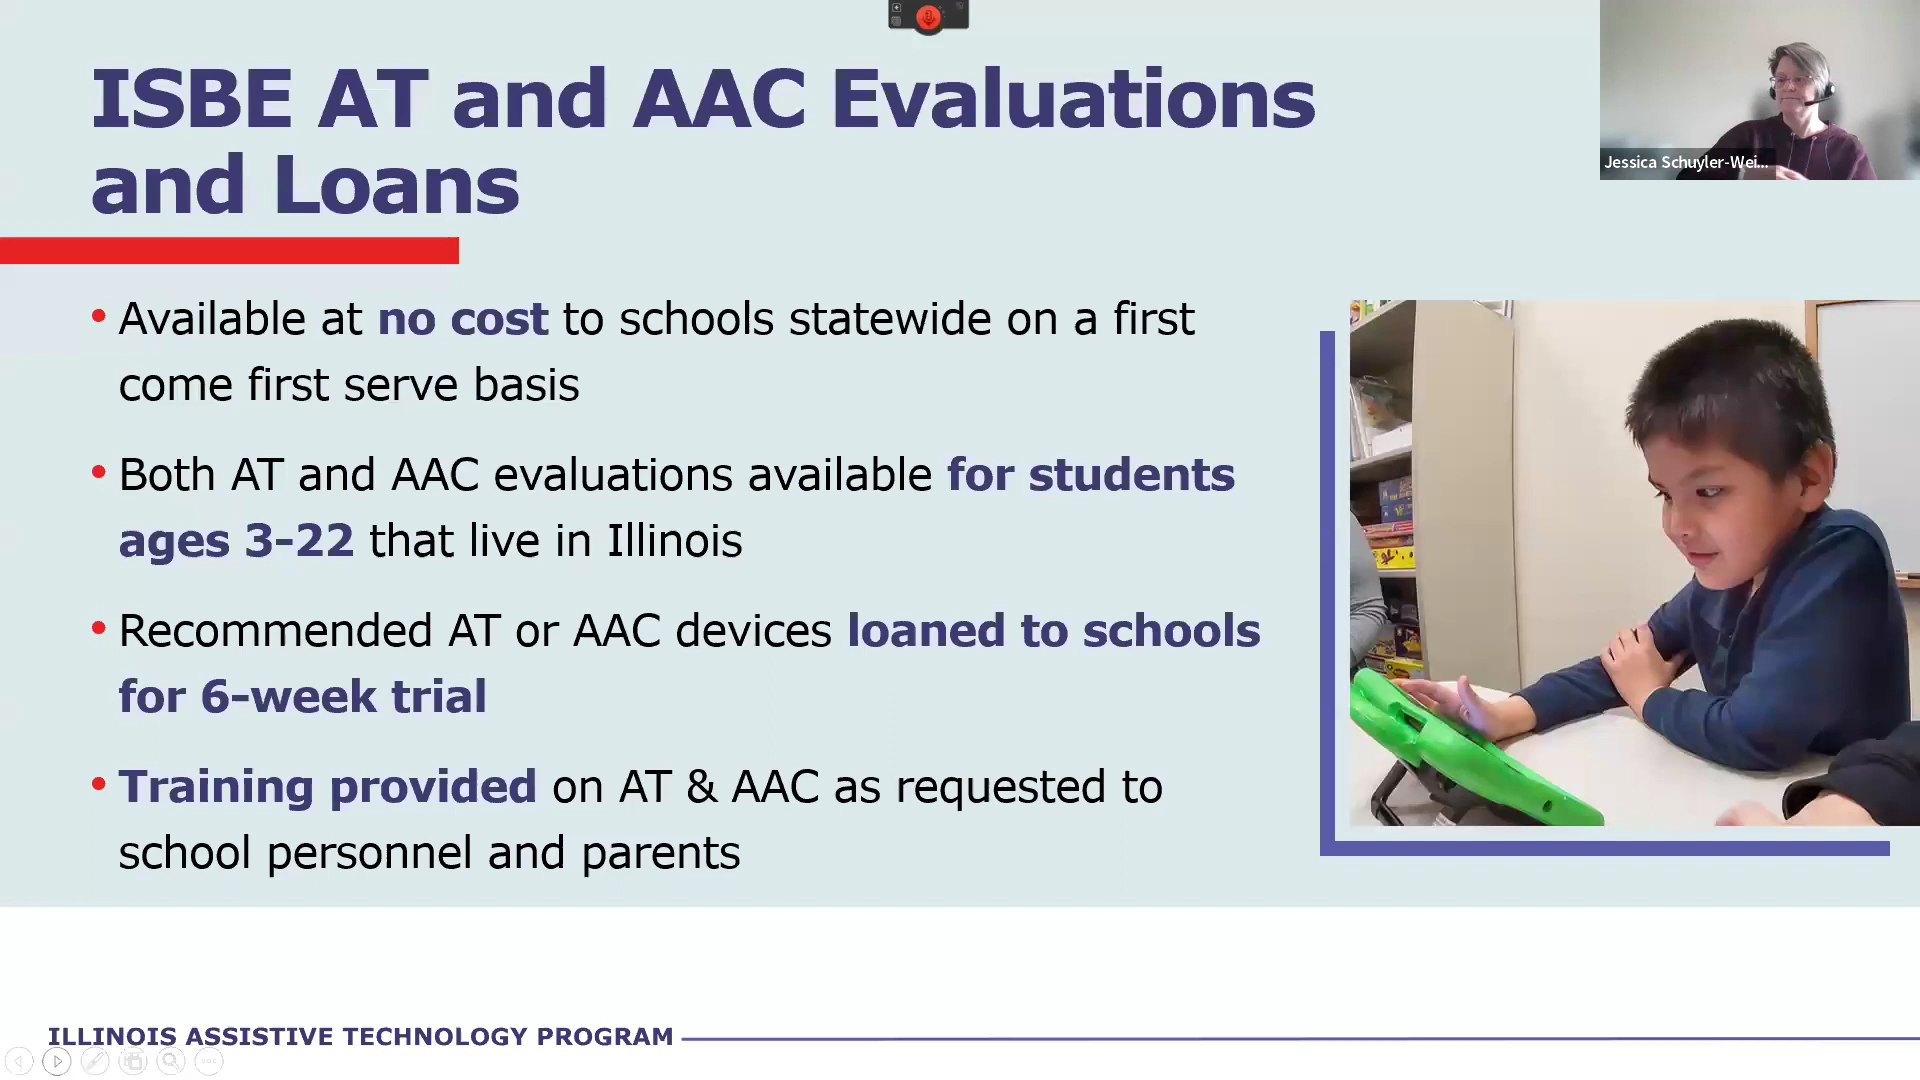 ISBE AT and AAC Evaluations
and Loans
Jessica Schuyler-Wei...
• Available at no cost to schools statewide on a first
come first serve basis
• Both AT and AAC evaluations available for students
ages 3-22 that live in Illinois
• Recommended AT or AAC devices loaned to schools
for 6-week trial
• Training provided on AT & AAC as requested to
school personnel and parents
ILLINOIS ASSISTIVE TECHNOLOGY PROGRAM